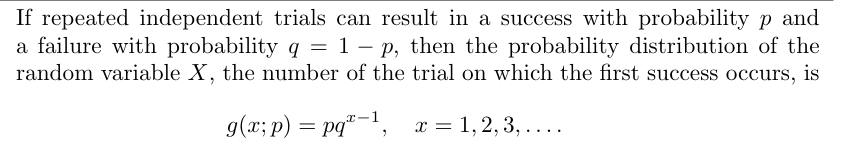 If repeated independent trials can result in a success with probability p and
a failure with probability q = 1 − p, then the probability distribution of the
random variable X, the number of the trial on which the first success occurs, is
g(x; p) = pq^{x−1}, x = 1, 2, 3, . . . .